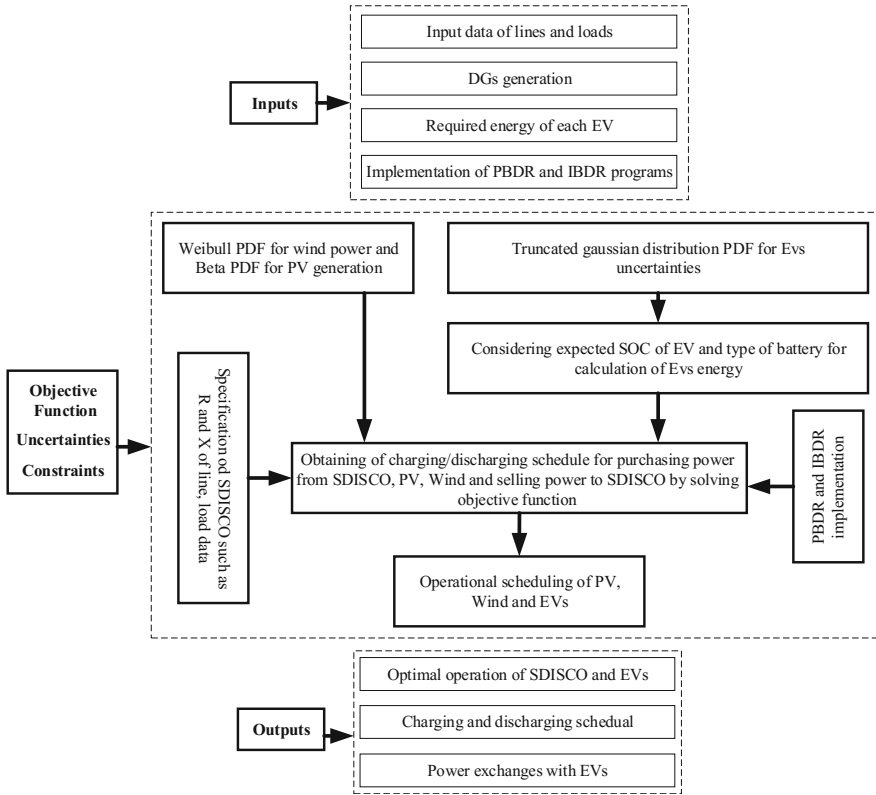 Input data of lines and loads
DGs generation
Inputs
Required energy of each EV
Implementation of PBDR and IBDR programs
Weibull PDF for wind power and
Beta PDF for PV generation
Truncated gaussian distribution PDF for Evs
uncertainties
Considering expected SOC of EV and type of battery for
calculation of Evs energy
Objective
Function
Uncertainties
Constraints
Specification od SDISCO such as
R and X of line, load data
Obtaining of charging/discharging schedule for purchasing power
from SDISCO, PV, Wind and selling power to SDISCO by solving
objective function
PBDR and IBDR
implementation
Operational scheduling of PV,
Wind and EVs
Optimal operation of SDISCO and EVs
Outputs
Charging and discharging schedual
Power exchanges with EVs